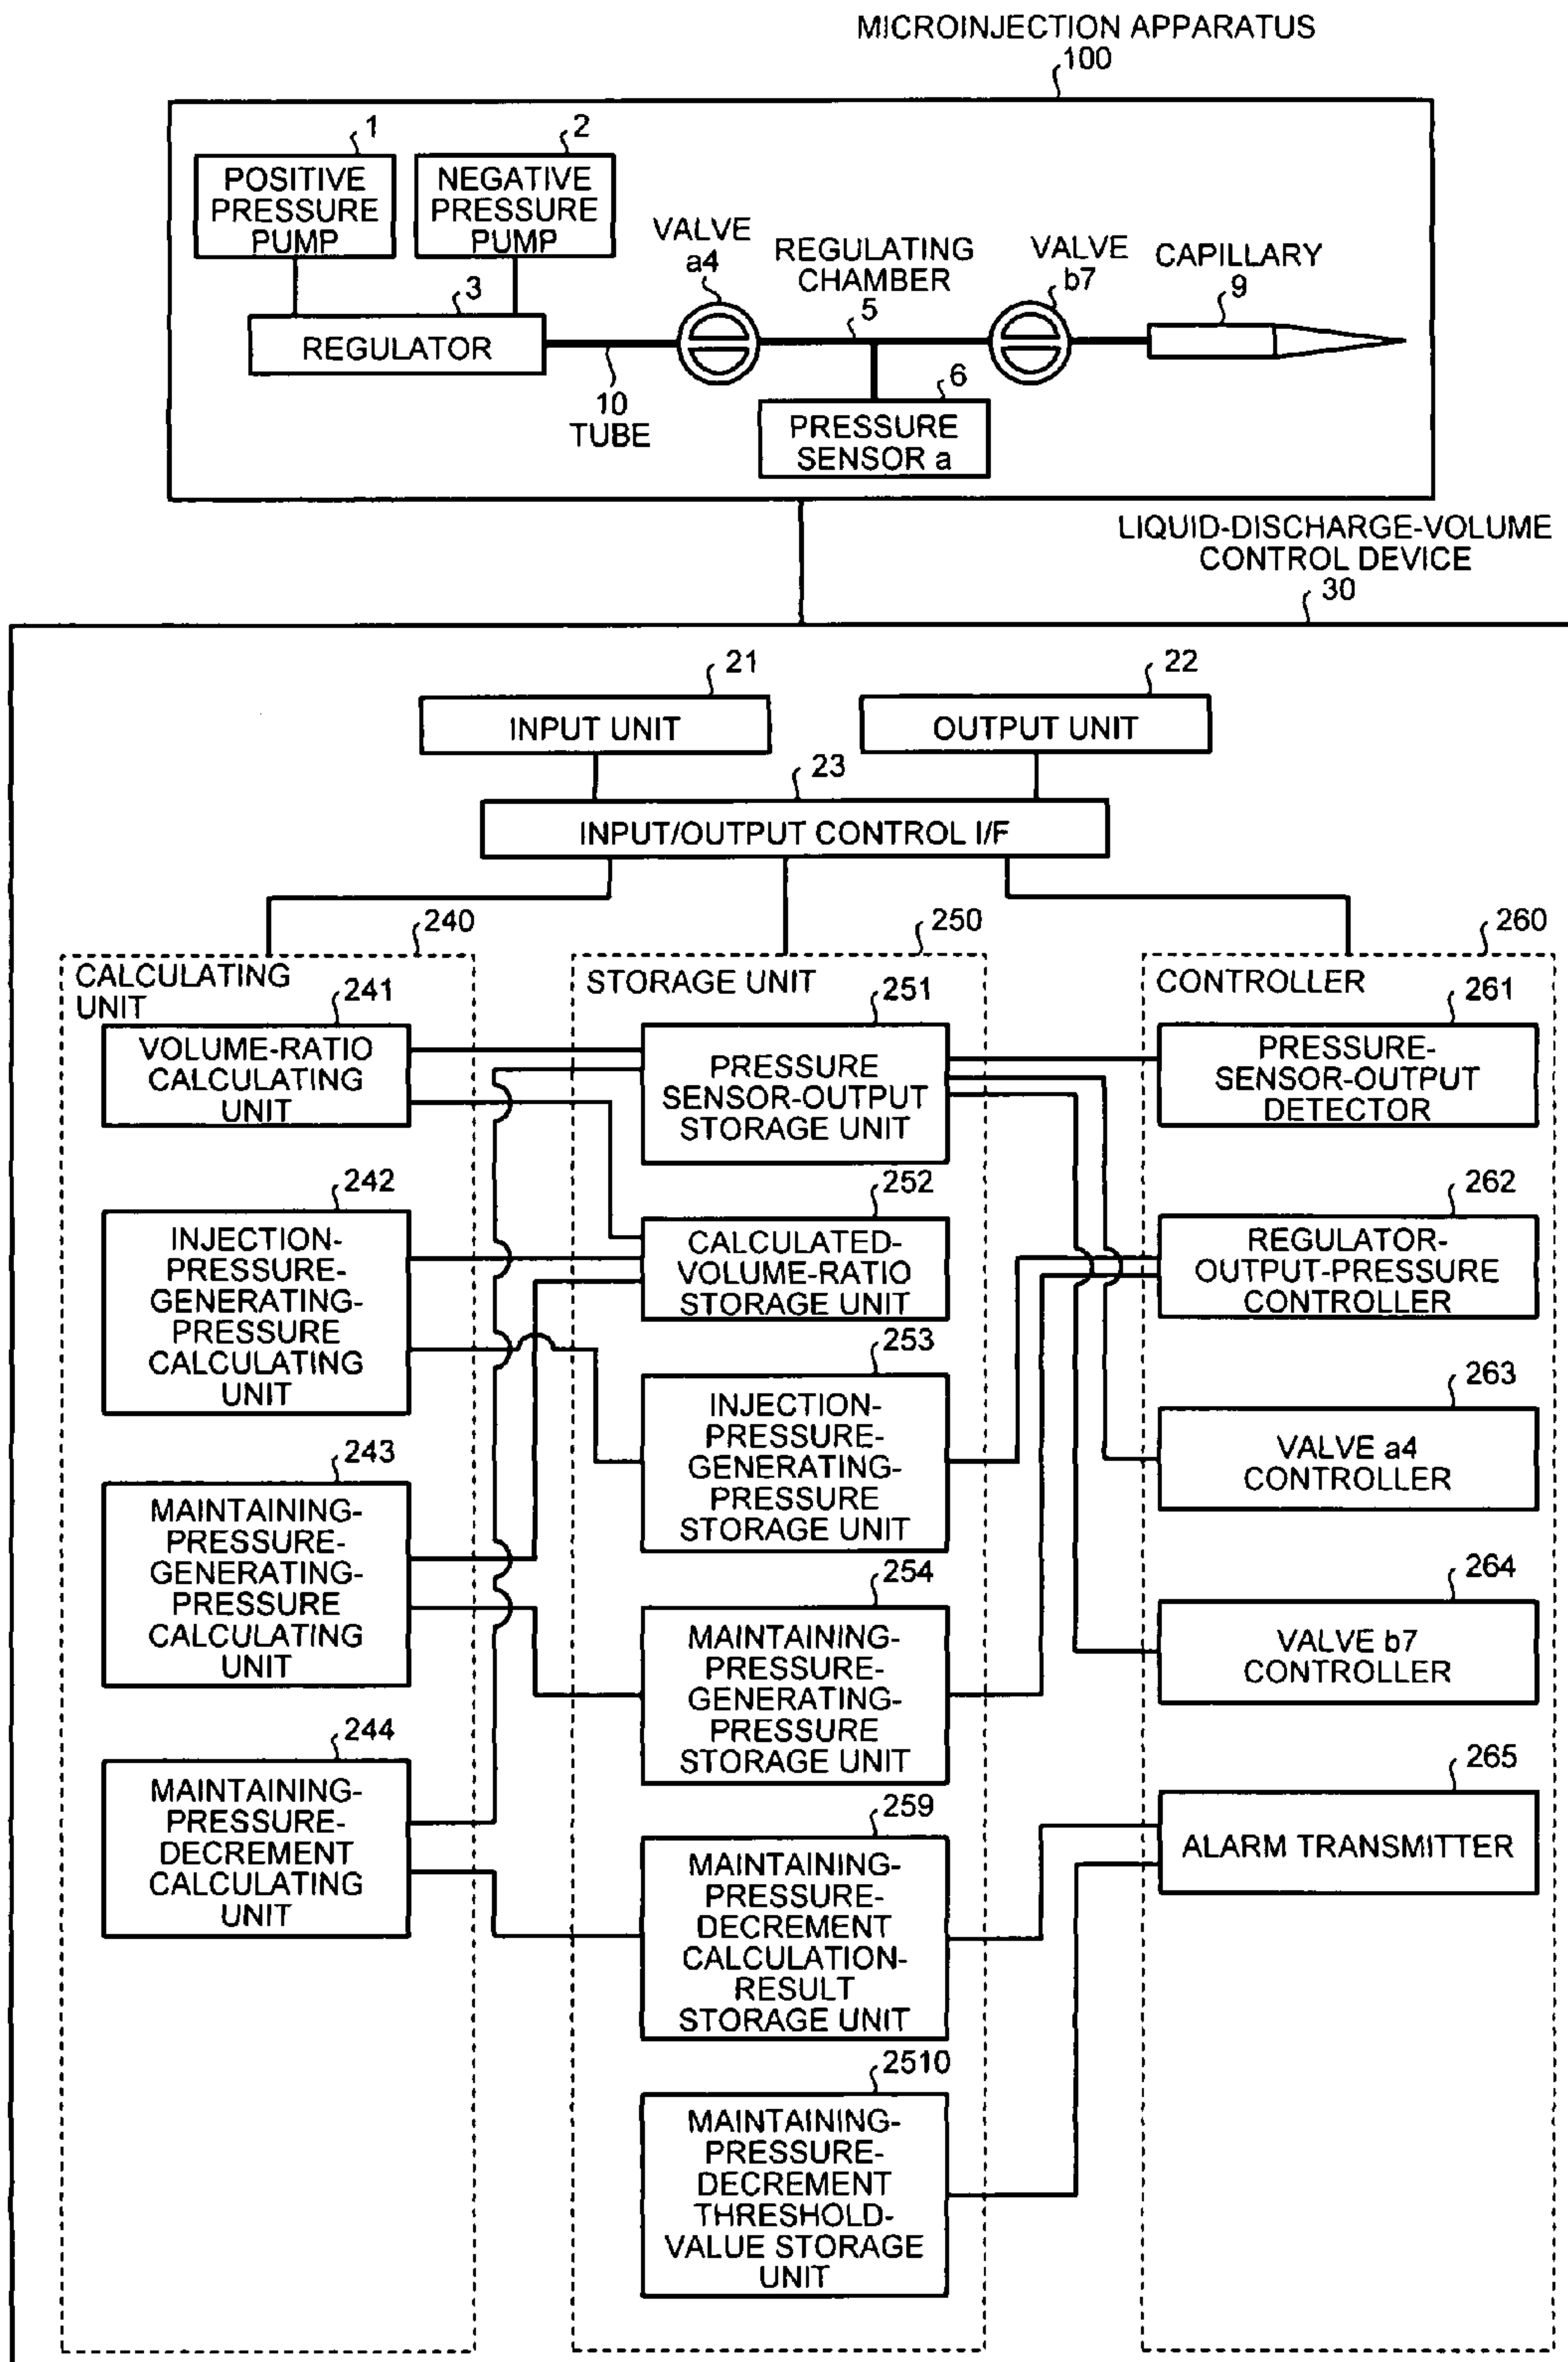 MICROINJECTION APPARATUS
100
1
2
POSITIVE
PRESSURE
PUMP
NEGATIVE
PRESSURE
PUMP
VALVE
a4
REGULATING
CHAMBER
5
VALVE
b7
CAPILLARY
9
3
REGULATOR
10
TUBE
6
PRESSURE
SENSOR a
LIQUID-DISCHARGE-VOLUME
CONTROL DEVICE
30
21
INPUT UNIT
22
OUTPUT UNIT
23
INPUT/OUTPUT CONTROL I/F
240
CALCULATING
UNIT
241
VOLUME-RATIO
CALCULATING
UNIT
242
INJECTION-
PRESSURE-
GENERATING-
PRESSURE
CALCULATING
UNIT
243
MAINTAINING-
PRESSURE-
GENERATING-
PRESSURE
CALCULATING
UNIT
244
MAINTAINING-
PRESSURE-
DECREMENT
CALCULATING
UNIT
250
STORAGE UNIT
251
PRESSURE
SENSOR-OUTPUT
STORAGE UNIT
252
CALCULATED-
VOLUME-RATIO
STORAGE UNIT
253
INJECTION-
PRESSURE-
GENERATING-
PRESSURE
STORAGE UNIT
254
MAINTAINING-
PRESSURE-
GENERATING-
PRESSURE
STORAGE UNIT
259
MAINTAINING-
PRESSURE-
DECREMENT
CALCULATION-
RESULT
STORAGE UNIT
2510
MAINTAINING-
PRESSURE-
DECREMENT
THRESHOLD-
VALUE STORAGE
UNIT
260
CONTROLLER
261
PRESSURE-
SENSOR-OUTPUT
DETECTOR
262
REGULATOR-
OUTPUT-PRESSURE
CONTROLLER
263
VALVE a4
CONTROLLER
264
VALVE b7
CONTROLLER
265
ALARM TRANSMITTER